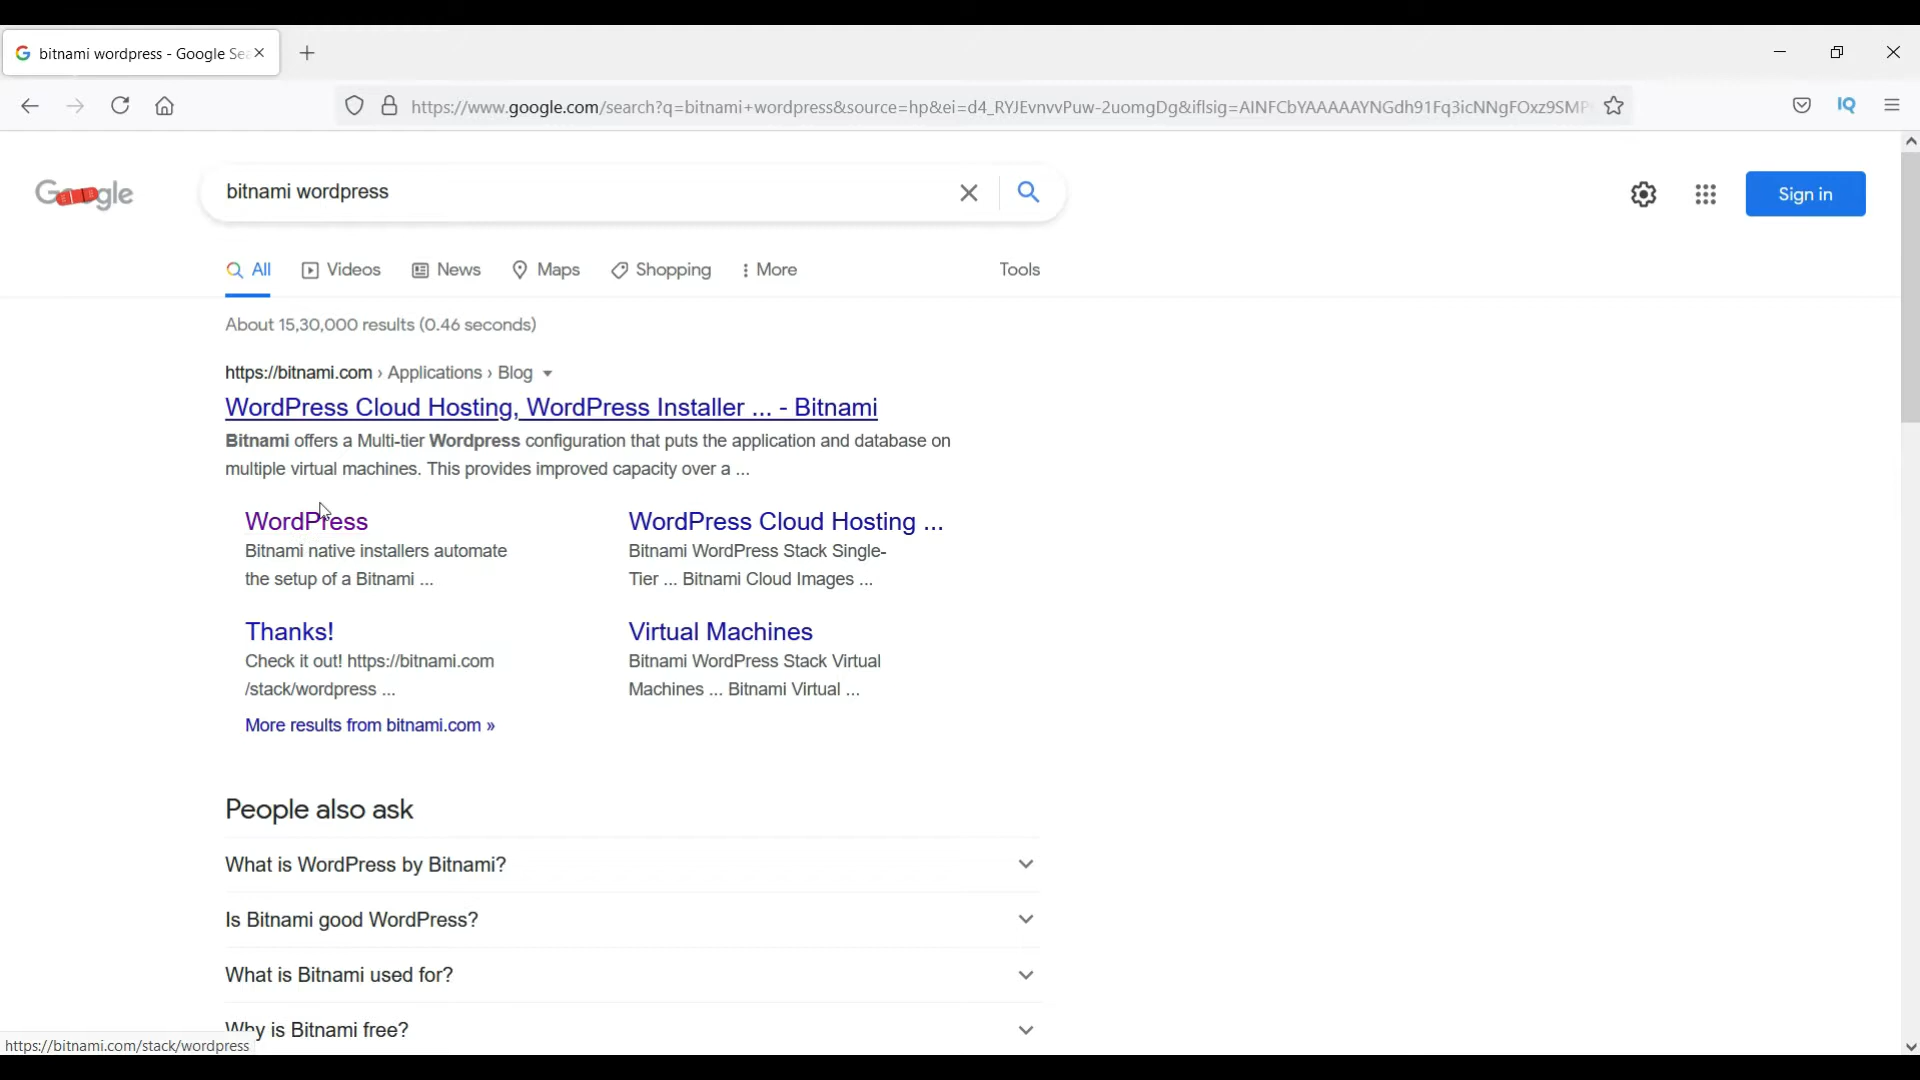 bitnami wordpress - Google Sea
https://www.google.com/search?q=bitnami+wordpress&source=hp&ei=d4_RYJEvnvvPuw-2uomgDg&iflsig=AINFCbYAAAAAYNGdh91Fq3icNNgFOxz9SMP
IQ
Google
bitnami wordpress
Sign in
All Videos News Maps Shopping More Tools
About 15,30,000 results (0.46 seconds)
https://bitnami.com › Applications › Blog
WordPress Cloud Hosting, WordPress Installer ... - Bitnami
Bitnami offers a Multi-tier Wordpress configuration that puts the application and database on
multiple virtual machines. This provides improved capacity over a ...
WordPress
Bitnami native installers automate
the setup of a Bitnami ...
WordPress Cloud Hosting ...
Bitnami WordPress Stack Single-
Tier ... Bitnami Cloud Images ...
Thanks!
Check it out! https://bitnami.com
/stack/wordpress ...
Virtual Machines
Bitnami WordPress Stack Virtual
Machines ... Bitnami Virtual ...
More results from bitnami.com »
People also ask
What is WordPress by Bitnami?
Is Bitnami good WordPress?
What is Bitnami used for?
Why is Bitnami free?
https://bitnami.com/stack/wordpress